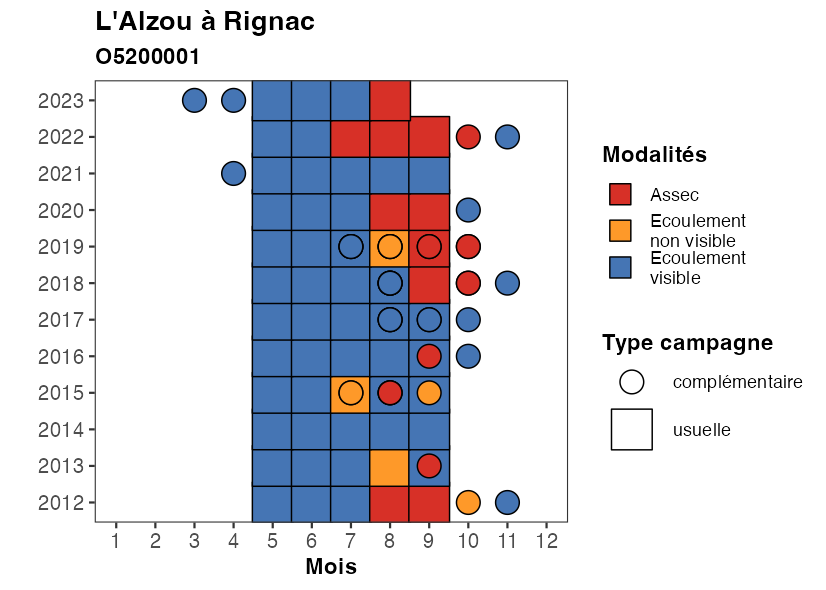 L'Alzou à Rignac
O5200001
2023
2022
2021
2020
2019
2018
2017
2016
2015
2014
2013
2012
1 2 3 4 5 6 7 8 9 10 11 12
Mois
Modalités
Assec
Ecoulement
non visible
Ecoulement
visible
Type campagne
complémentaire
usuelle